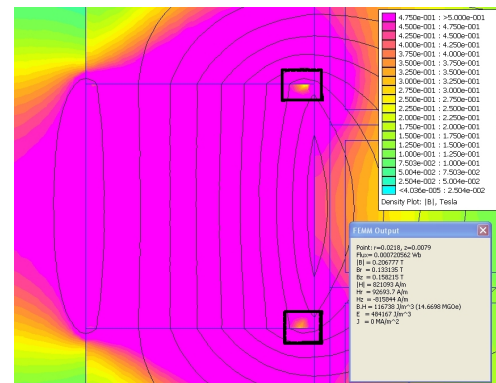 4.750e-001 : >5.000e-001
4.500e-001 : 4.750e-001
4.250e-001 : 4.500e-001
4.000e-001 : 4.250e-001
3.750e-001 : 4.000e-001
3.500e-001 : 3.750e-001
3.250e-001 : 3.500e-001
3.000e-001 : 3.250e-001
2.750e-001 : 3.000e-001
2.500e-001 : 2.750e-001
2.250e-001 : 2.500e-001
2.000e-001 : 2.250e-001
1.750e-001 : 2.000e-001
1.500e-001 : 1.750e-001
1.250e-001 : 1.500e-001
1.000e-001 : 1.250e-001
7.503e-002 : 1.000e-001
5.004e-002 : 7.503e-002
2.504e-002 : 5.004e-002
<4.036e-005 : 2.504e-002
Density Plot: |B|, Tesla
FEMM Output
Point: r=0.0218, z=0.0079
Flux= 0.000720562 Wb
|B| = 0.206777 T
Br = 0.133135 T
Bz = 0.158215 T
|H| = 821093 A/m
Hr = 92693.7 A/m
Hz = -815844 A/m
B.H = 116738 J/m^3 (14.6698 MGOe)
E = 484167 J/m^3
J = 0 MA/m^2